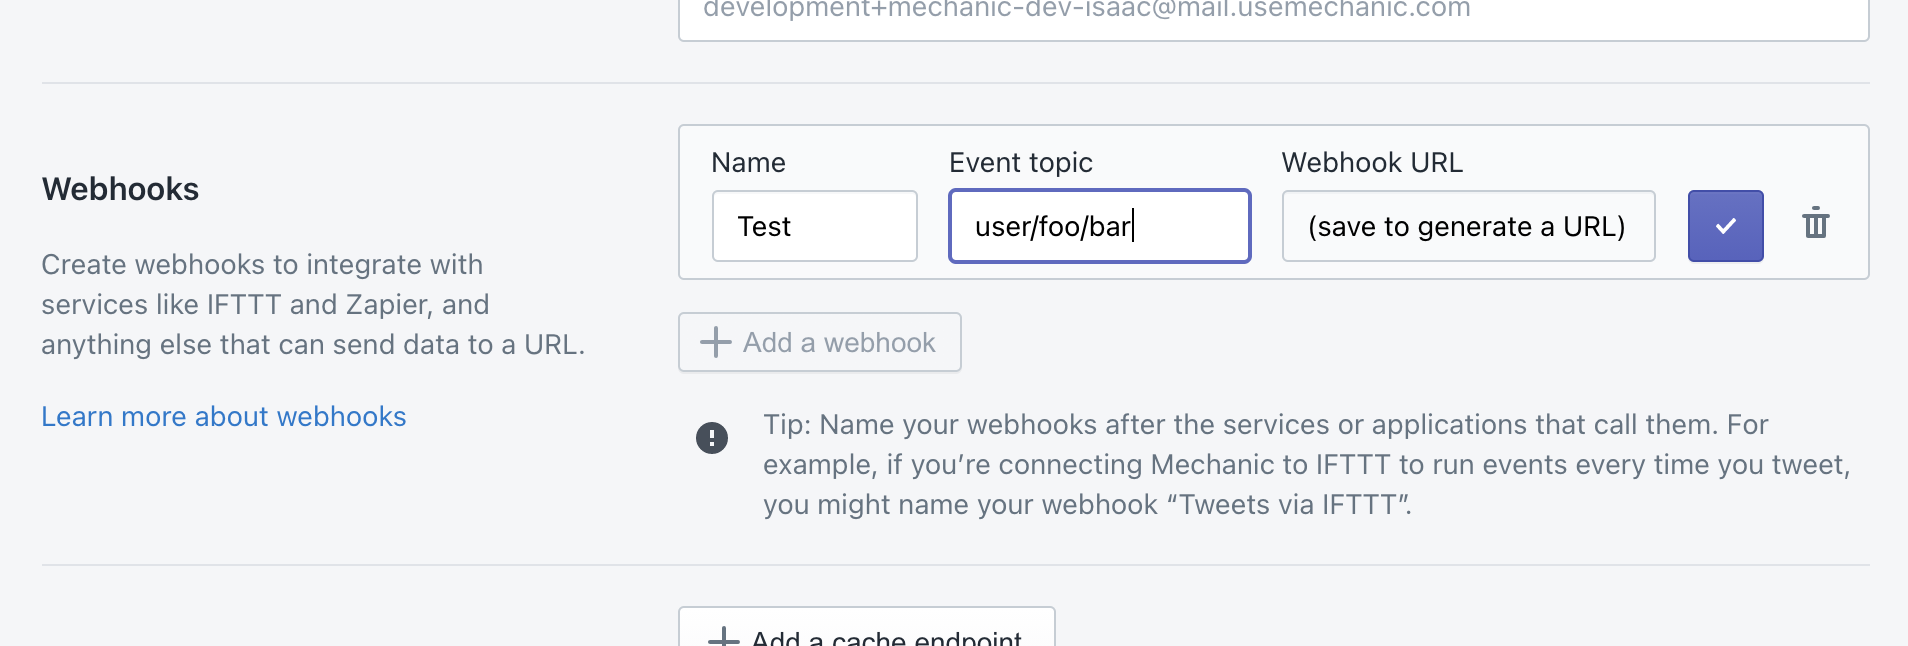 development+mechanic-dev-isaac@mail.usemechanic.com
Webhooks
Create webhooks to integrate with
services like IFTTT and Zapier, and
anything else that can send data to a URL.
Learn more about webhooks
Name
Event topic
Webhook URL
Test
user/foo/bar
(save to generate a URL)
Add a webhook
Tip: Name your webhooks after the services or applications that call them. For
example, if you’re connecting Mechanic to IFTTT to run events every time you tweet,
you might name your webhook “Tweets via IFTTT”.
Add a cache endpoint